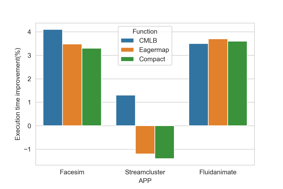 Function
CMLB
Eagermap
Compact
Execution time improvement(%)
4
3
2
1
0
−1
Facesim Streamcluster Fluidanimate
APP